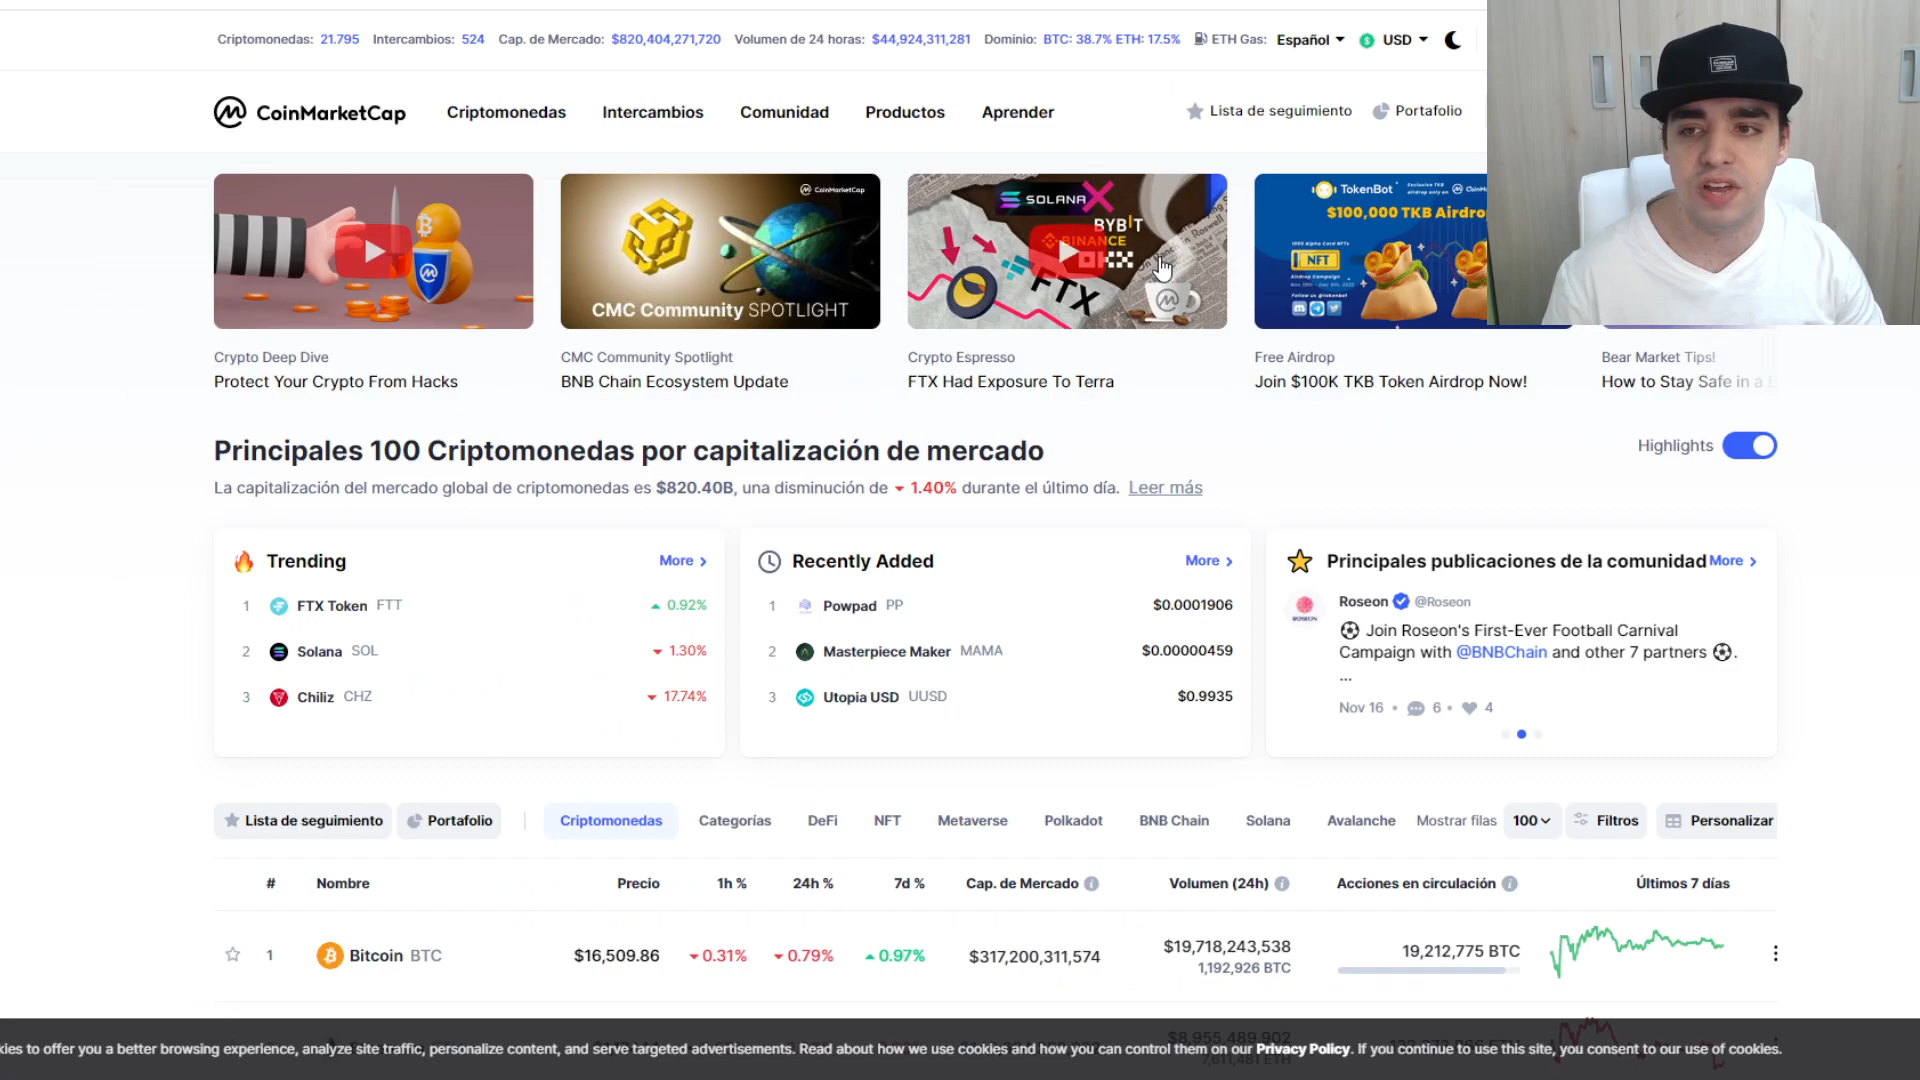 Criptomonedas: 21.795 Intercambios: 524 Cap. de Mercado: $820,404,271,720 Volumen de 24 horas: $44,924,311,281 Dominio: BTC: 38.7% ETH: 17.5% ETH Gas: Español USD
CoinMarketCap Criptomonedas Intercambios Comunidad Productos Aprender Lista de seguimiento Portafolio
CoinMarketCap
CMC Community SPOTLIGHT
SOLANA
BYBIT
BINANCE
OKX
FTX
TokenBot
$100,000 TKB Airdro
NFT
Crypto Deep Dive
Protect Your Crypto From Hacks
CMC Community Spotlight
BNB Chain Ecosystem Update
Crypto Espresso
FTX Had Exposure To Terra
Free Airdrop
Join $100K TKB Token Airdrop Now!
Bear Market Tips!
How to Stay Safe in a
Principales 100 Criptomonedas por capitalización de mercado
Highlights
La capitalización del mercado global de criptomonedas es $820.40B, una disminución de 1.40% durante el último día. Leer más
Trending More
1 FTX Token FTT 0.92%
2 Solana SOL 1.30%
3 Chiliz CHZ 17.74%
Recently Added More
1 Powpad PP $0.0001906
2 Masterpiece Maker MAMA $0.00000459
3 Utopia USD UUSD $0.9935
Principales publicaciones de la comunidad More
ROSEON
Roseon @Roseon
Join Roseon's First-Ever Football Carnival
Campaign with @BNBChain and other 7 partners .
...
Nov 16 • 6 • 4
Lista de seguimiento Portafolio Criptomonedas Categorías DeFi NFT Metaverse Polkadot BNB Chain Solana Avalanche Mostrar filas 100 Filtros Personalizar
# Nombre Precio 1h % 24h % 7d % Cap. de Mercado Volumen (24h) Acciones en circulación Últimos 7 días
1 Bitcoin BTC $16,509.86 0.31% 0.79% 0.97% $317,200,311,574 $19,718,243,538 19,212,775 BTC
1,192,926 BTC
$8,955,489,902
kies to offer you a better browsing experience, analyze site traffic, personalize content, and serve targeted advertisements. Read about how we use cookies and how you can control them on our Privacy Policy. If you continue to use this site, you consent to our use of cookies.